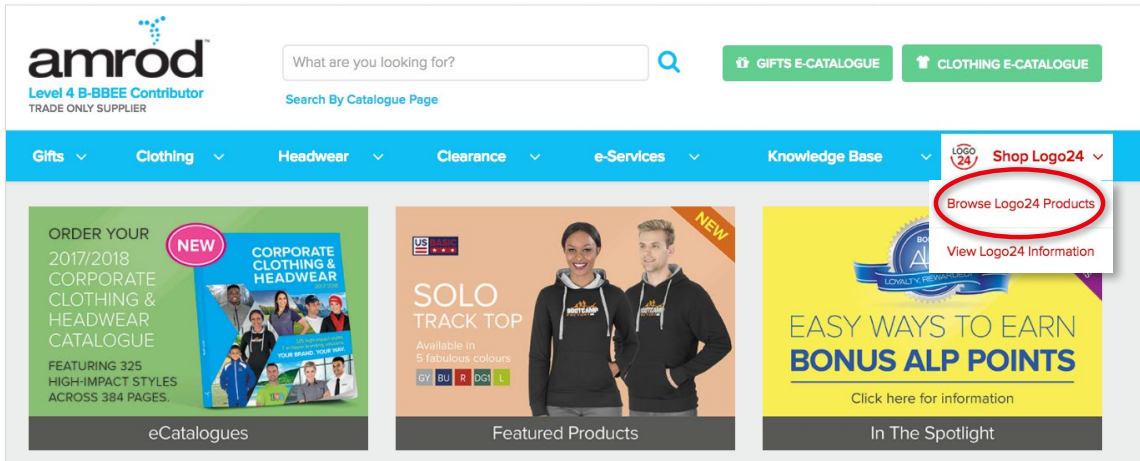 amrod
Level 4 B-BBEE Contributor
TRADE ONLY SUPPLIER
What are you looking for?
Search By Catalogue Page
GIFTS E-CATALOGUE
CLOTHING E-CATALOGUE
Gifts
Clothing
Headwear
Clearance
e-Services
Knowledge Base
LOGO
24
Shop Logo24
Browse Logo24 Products
View Logo24 Information
ORDER YOUR
2017/2018
CORPORATE
CLOTHING &
HEADWEAR
CATALOGUE
FEATURING 325
HIGH-IMPACT STYLES
ACROSS 384 PAGES.
NEW
CORPORATE
CLOTHING &
HEADWEAR
2017/2018
YOUR BRAND. YOUR WAY.
eCatalogues
US BASIC
NEW
SOLO
TRACK TOP
Available in
5 fabulous colours
GY BU R DG1 L
BOOTCAMP
Featured Products
LOYALTY, REWARDED!
EASY WAYS TO EARN
BONUS ALP POINTS
Click here for information
In The Spotlight